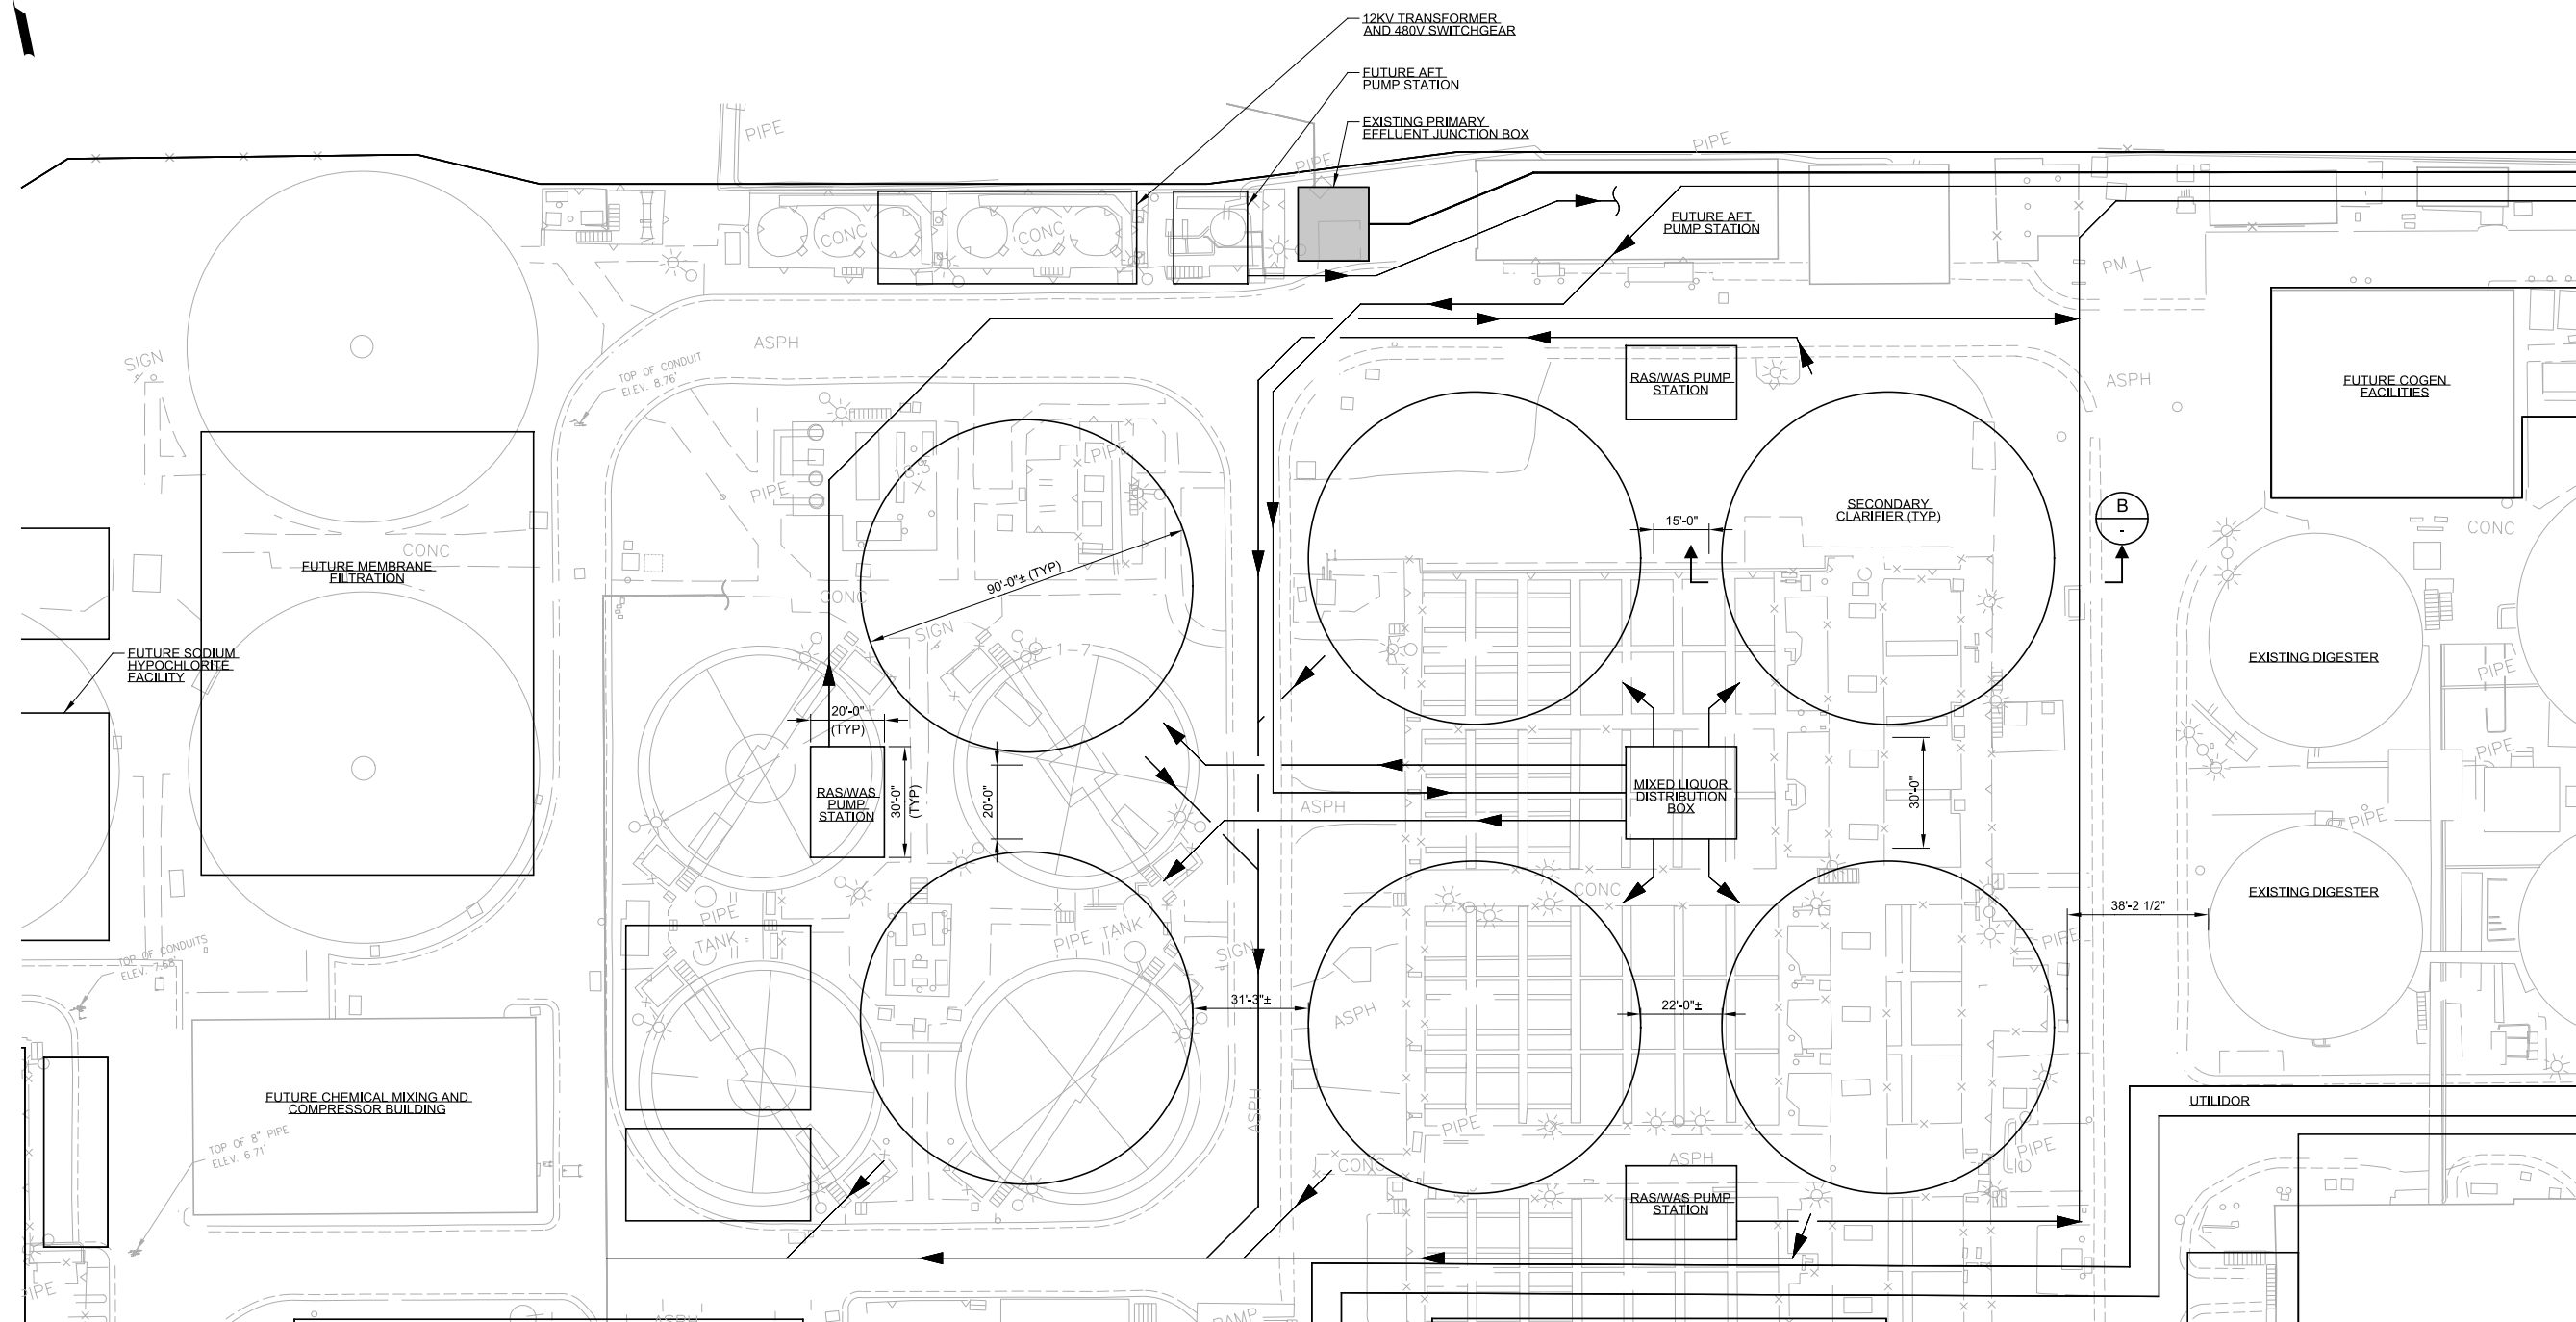 12KV TRANSFORMER
AND 480V SWITCHGEAR
FUTURE AFT
PUMP STATION
EXISTING PRIMARY
EFFLUENT JUNCTION BOX
PIPE
PIPE
PIPE
CONC
CONC
FUTURE AFT
PUMP STATION
PM
ASPH
SIGN
TOP OF CONDUIT
ELEV. 8.76'
RAS/WAS PUMP
STATION
ASPH
FUTURE COGEN
FACILITIES
PIPE
18.5
PIPE
SECONDARY
CLARIFIER (TYP)
15'-0"
B
-
CONC
CONC
FUTURE MEMBRANE
FILTRATION
90'-0"± (TYP)
CONC
SIGN
1-7
FUTURE SODIUM
HYPOCHLORITE
FACILITY
EXISTING DIGESTER
PIPE
20'-0"
(TYP)
PIPE
RAS/WAS
PUMP
STATION
30'-0"
(TYP)
20'-0"
ASPH
MIXED LIQUOR
DISTRIBUTION
BOX
30'-0"
PIPE
CONC
EXISTING DIGESTER
38'-2 1/2"
PIPE
TANK
PIPE TANK
SIGN
PIPE
TOP OF CONDUITS
ELEV. 7.68'
31'-3"±
ASPH
22'-0"±
FUTURE CHEMICAL MIXING AND
COMPRESSOR BUILDING
ASPH
UTILIDOR
TOP OF 8" PIPE
ELEV. 6.71'
PIPE
CONC
ASPH
PIPE
RAS/WAS PUMP
STATION
PIPE
ASPH
RAMP